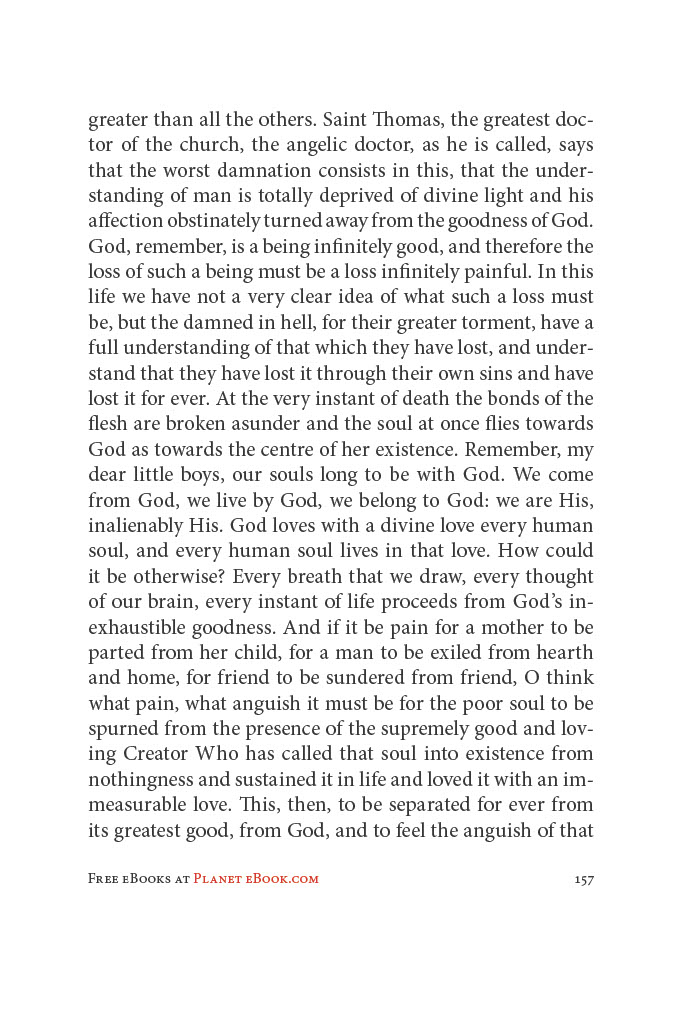 greater than all the others. Saint Thomas, the greatest doc-
tor of the church, the angelic doctor, as he is called, says
that the worst damnation consists in this, that the under-
standing of man is totally deprived of divine light and his
affection obstinately turned away from the goodness of God.
God, remember, is a being infinitely good, and therefore the
loss of such a being must be a loss infinitely painful. In this
life we have not a very clear idea of what such a loss must
be, but the damned in hell, for their greater torment, have a
full understanding of that which they have lost, and under-
stand that they have lost it through their own sins and have
lost it for ever. At the very instant of death the bonds of the
flesh are broken asunder and the soul at once flies towards
God as towards the centre of her existence. Remember, my
dear little boys, our souls long to be with God. We come
from God, we live by God, we belong to God: we are His,
inalienably His. God loves with a divine love every human
soul, and every human soul lives in that love. How could
it be otherwise? Every breath that we draw, every thought
of our brain, every instant of life proceeds from God’s in-
exhaustible goodness. And if it be pain for a mother to be
parted from her child, for a man to be exiled from hearth
and home, for friend to be sundered from friend, O think
what pain, what anguish it must be for the poor soul to be
spurned from the presence of the supremely good and lov-
ing Creator Who has called that soul into existence from
nothingness and sustained it in life and loved it with an im-
measurable love. This, then, to be separated for ever from
its greatest good, from God, and to feel the anguish of that
Free eBooks at Planet eBook.com 157